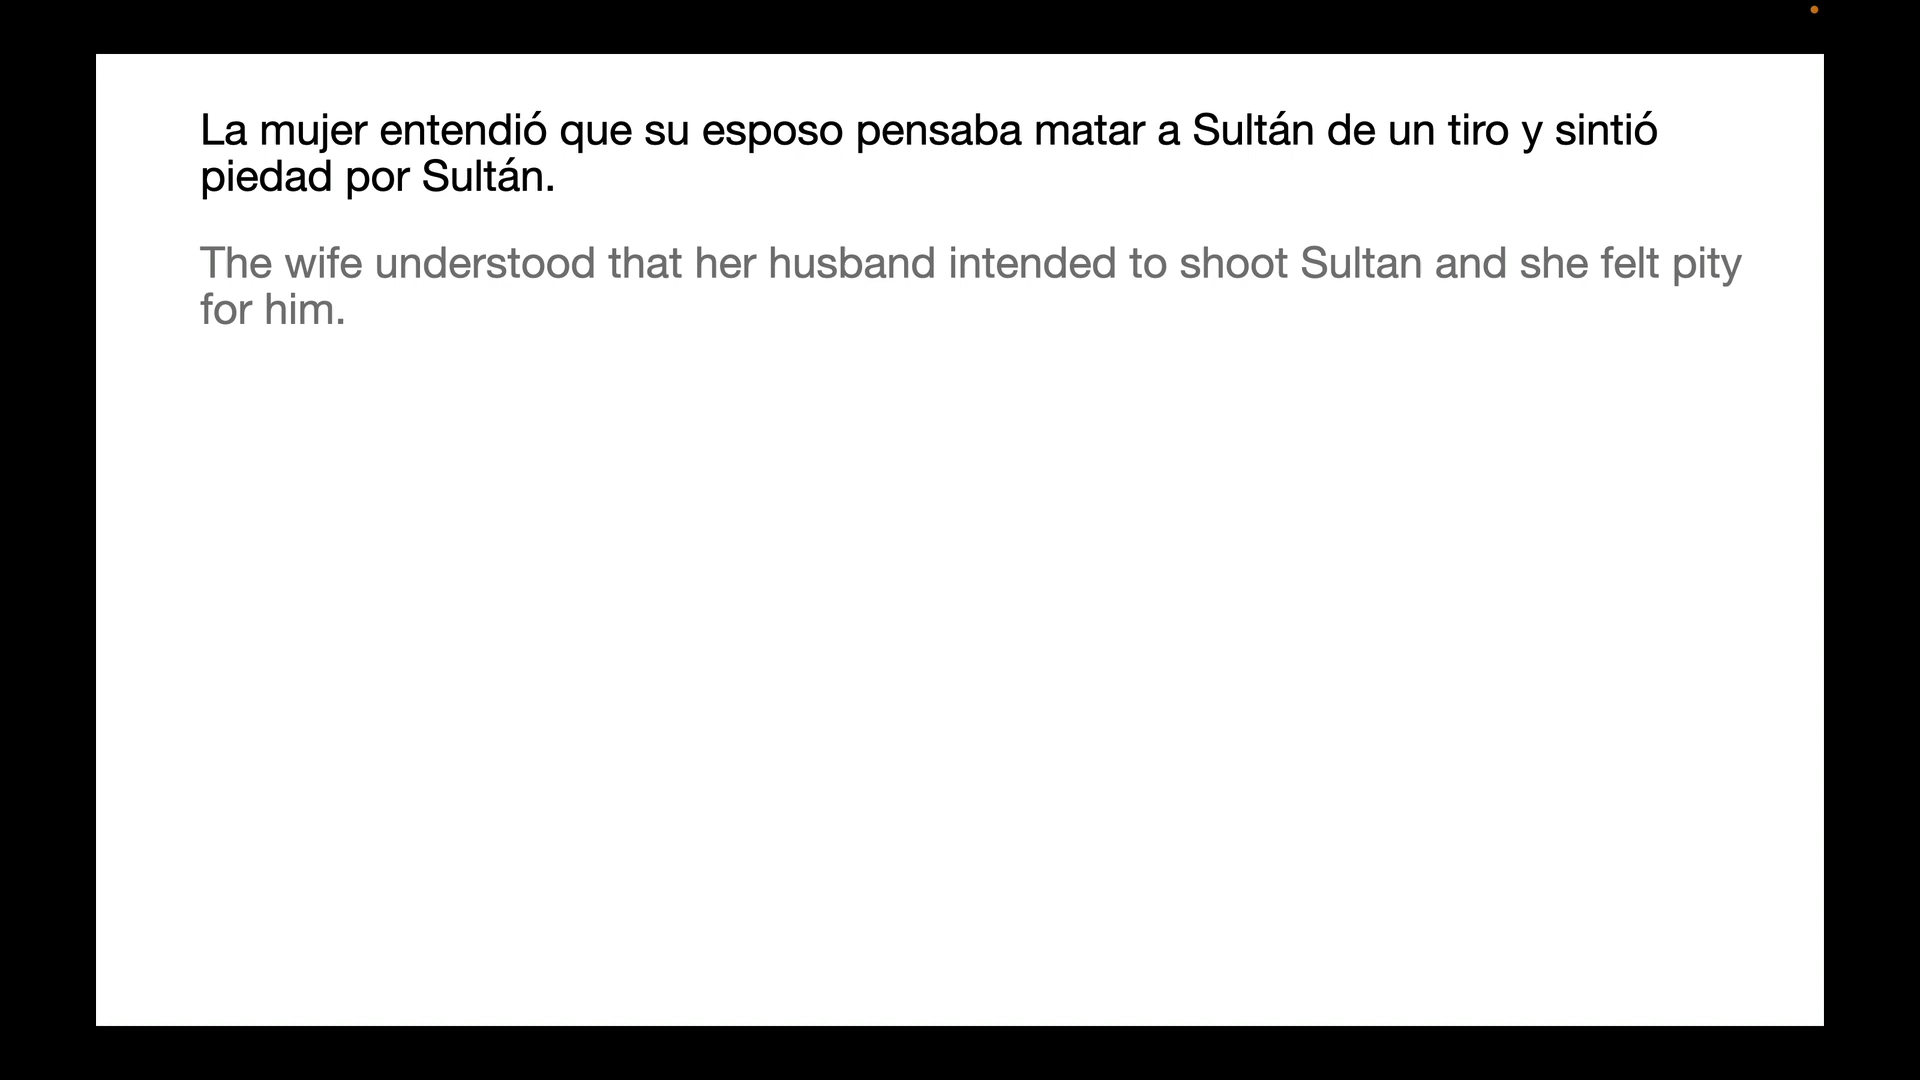 La mujer entendió que su esposo pensaba matar a Sultán de un tiro y sintió
piedad por Sultán.
The wife understood that her husband intended to shoot Sultan and she felt pity
for him.